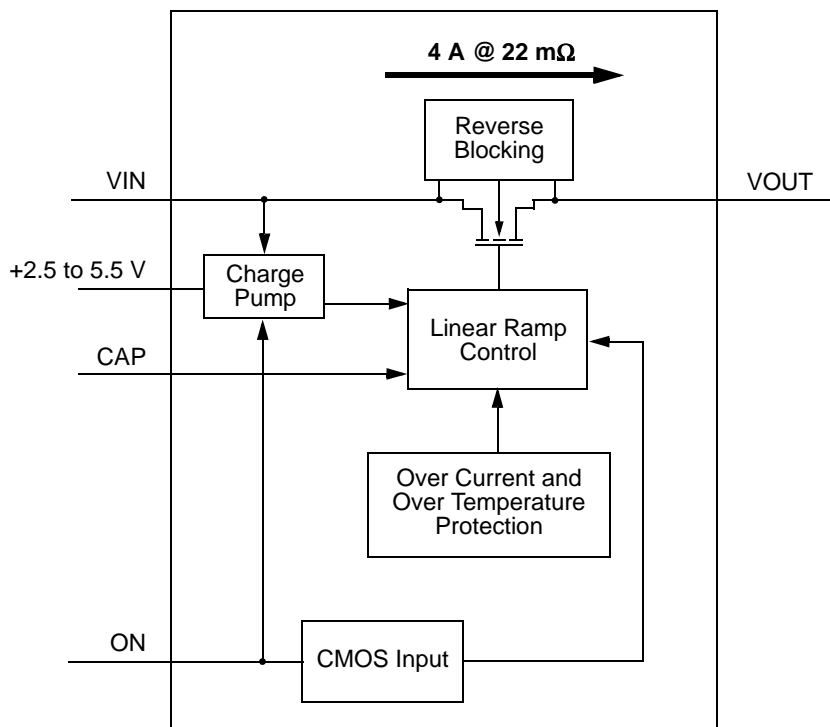 4 A @ 22 mΩ
Reverse
Blocking
VIN
VOUT
+2.5 to 5.5 V
Charge
Pump
Linear Ramp
Control
CAP
Over Current and
Over Temperature
Protection
ON
CMOS Input